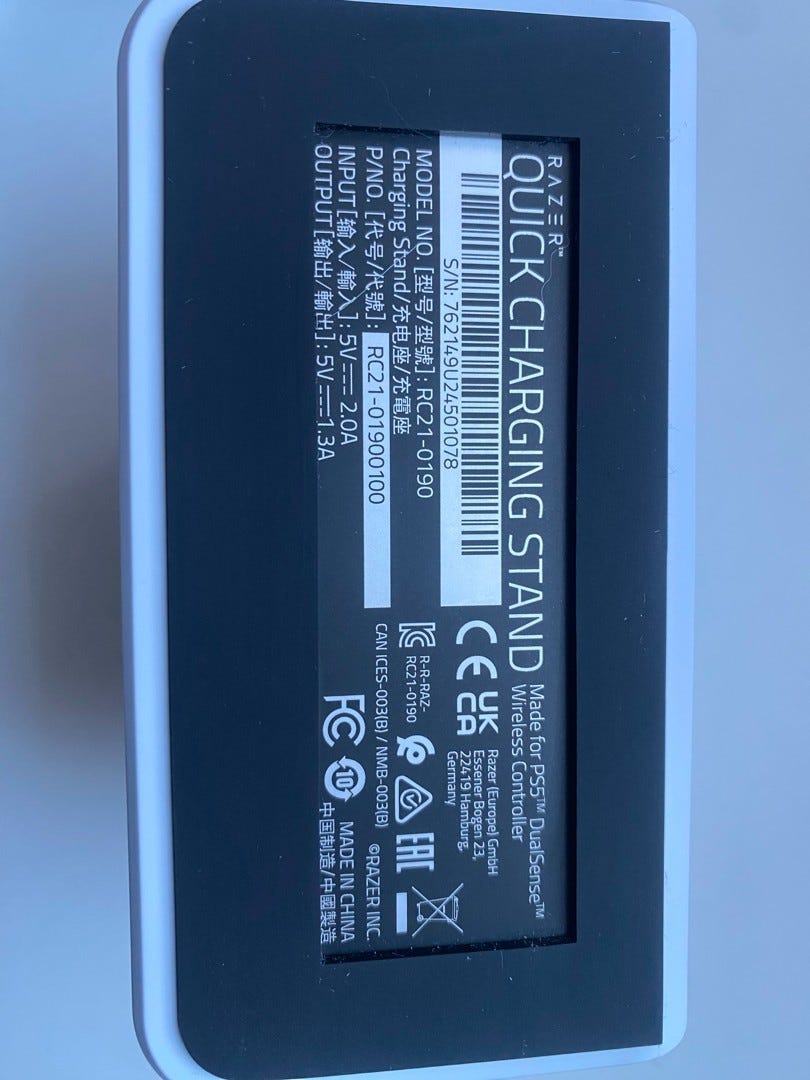 RAZER™
QUICK CHARGING STAND
Made for PS5™ DualSense™
Wireless Controller
S/N: 762149U24501078
MODEL NO. [型号/型號]: RC21-0190
Charging Stand/充电座/充電座
P/NO. [代号/代號]: RC21-01900100
INPUT [输入/輸入]: 5V⎓2.0A
OUTPUT [输出/輸出]: 5V⎓1.3A
CE
UK
CA
Razer (Europe) GmbH
Essener Bogen 23,
22419 Hamburg,
Germany
R-R-RAZ-
RC21-0190
EAC
CAN ICES-003(B) / NMB-003(B)
©RAZER INC.
FC
10
MADE IN CHINA
中国制造/中國製造